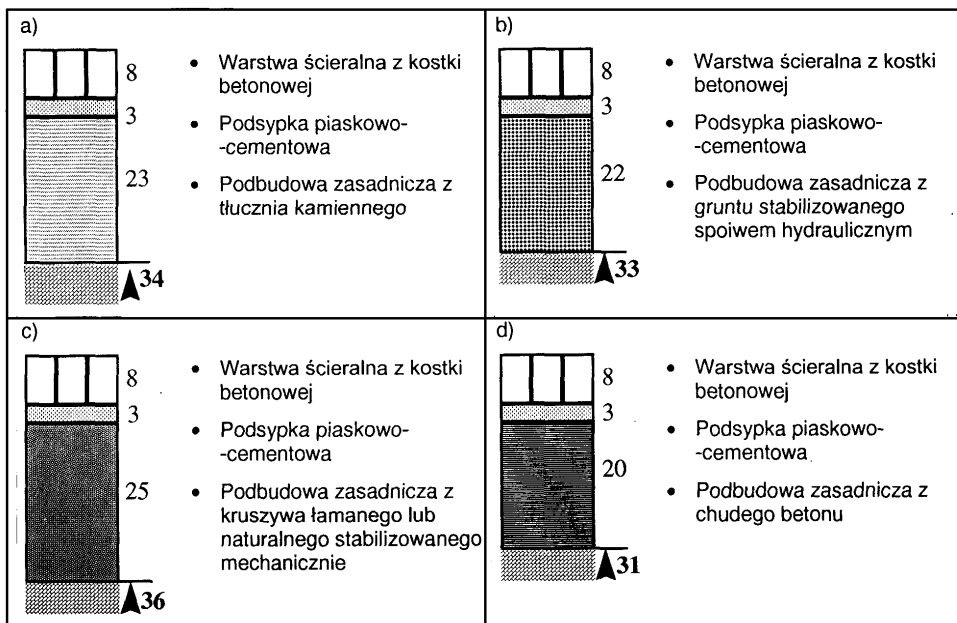 a)
8
3
23
34
• Warstwa ścieralna z kostki
betonowej
• Podsypka piaskowo-
-cementowa
• Podbudowa zasadnicza z
tłucznia kamiennego
b)
8
3
22
33
• Warstwa ścieralna z kostki
betonowej
• Podsypka piaskowo-
-cementowa
• Podbudowa zasadnicza z
gruntu stabilizowanego
spoiwem hydraulicznym
c)
8
3
25
36
• Warstwa ścieralna z kostki
betonowej
• Podsypka piaskowo-
-cementowa
• Podbudowa zasadnicza z
kruszywa łamanego lub
naturalnego stabilizowanego
mechanicznie
d)
8
3
20
31
• Warstwa ścieralna z kostki
betonowej
• Podsypka piaskowo-
-cementowa
• Podbudowa zasadnicza z
chudego betonu